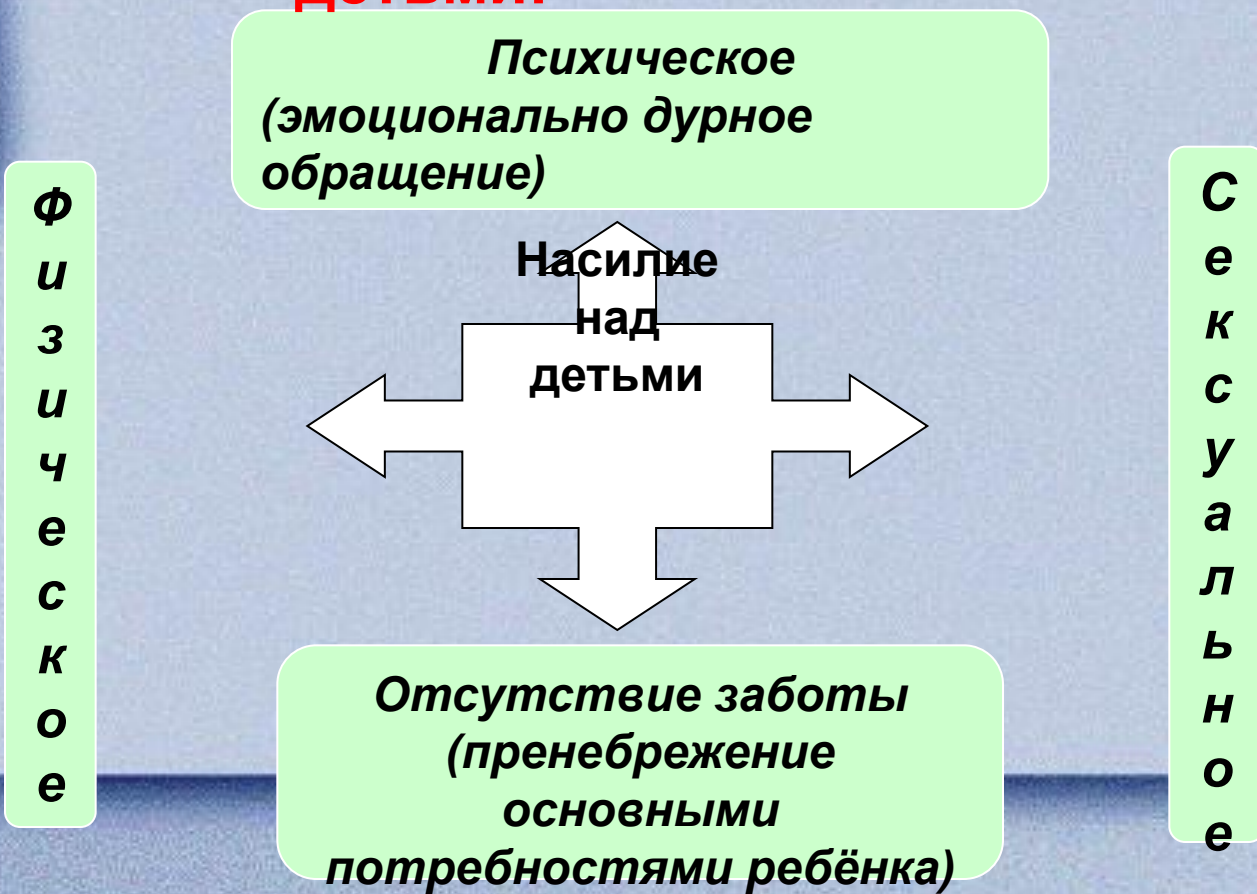 Психическое
(эмоционально дурное
обращение)
Физическое
Насилие
над
детьми
Сексуальное
Отсутствие заботы
(пренебрежение
основными
потребностями ребёнка)